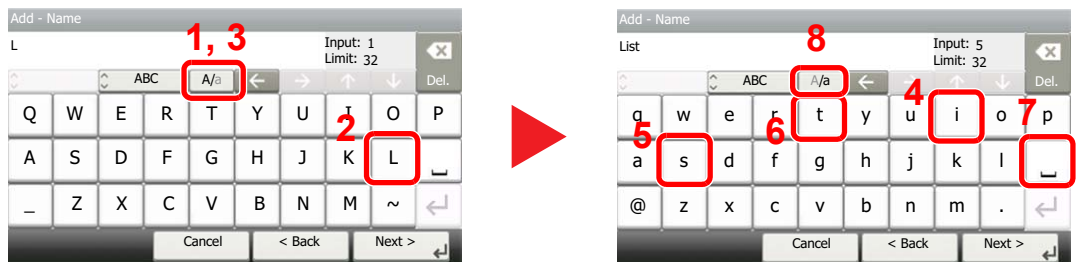 Add - Name
L
Input: 1
Limit: 32
1, 3
ABC
A/a
Del.
Q W E R T Y U I O P
2
A S D F G H J K L
_ Z X C V B N M ~
Cancel
< Back
Next >
Add - Name
List
8
Input: 5
Limit: 32
ABC
A/a
Del.
4
q w e r t y u i o p
5
6
7
a s d f g h j k l
@ z x c v b n m .
Cancel
< Back
Next >